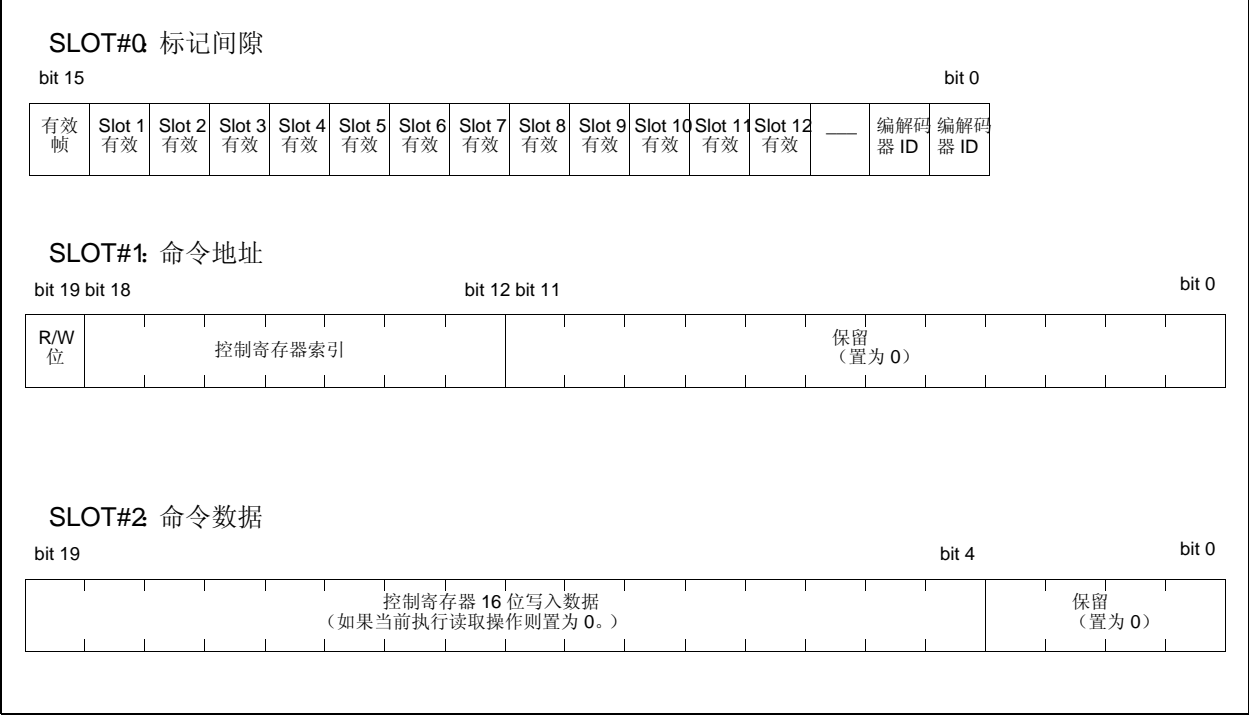 SLOT#0: 标记间隙
bit 15 bit 0
有效帧 Slot 1 有效 Slot 2 有效 Slot 3 有效 Slot 4 有效 Slot 5 有效 Slot 6 有效 Slot 7 有效 Slot 8 有效 Slot 9 有效 Slot 10 有效 Slot 11 有效 Slot 12 有效 — 编解码器 ID 编解码器 ID
SLOT#1: 命令地址
bit 19 bit 18 bit 12 bit 11 bit 0
R/W 位 控制寄存器索引 保留 （置为 0）
SLOT#2: 命令数据
bit 19 bit 4 bit 0
控制寄存器 16 位写入数据 保留
（如果当前执行读取操作则置为 0。） （置为 0）